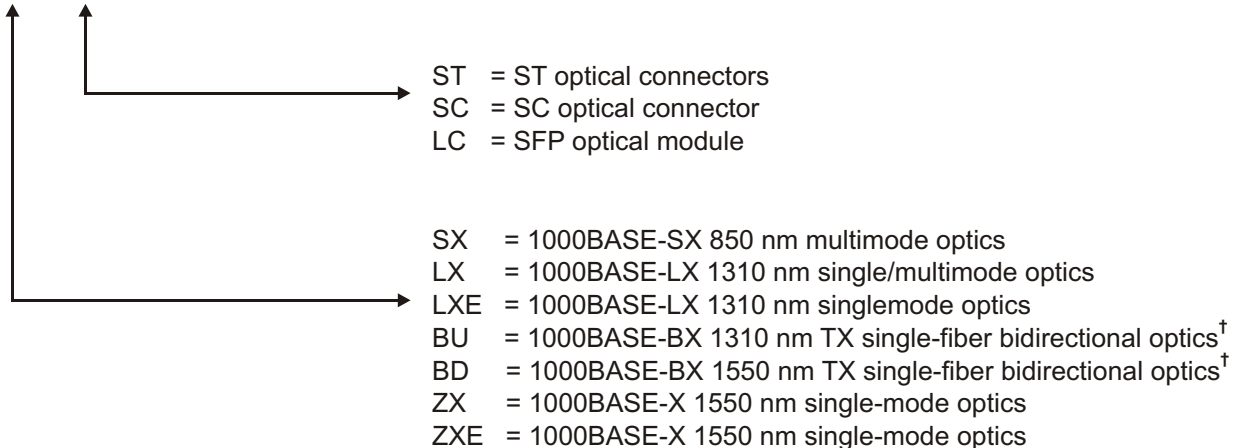 ST = ST optical connectors
SC = SC optical connector
LC = SFP optical module
SX = 1000BASE-SX 850 nm multimode optics
LX = 1000BASE-LX 1310 nm single/multimode optics
LXE = 1000BASE-LX 1310 nm singlemode optics
BU = 1000BASE-BX 1310 nm TX single-fiber bidirectional optics†
BD = 1000BASE-BX 1550 nm TX single-fiber bidirectional optics†
ZX = 1000BASE-X 1550 nm single-mode optics
ZXE = 1000BASE-X 1550 nm single-mode optics